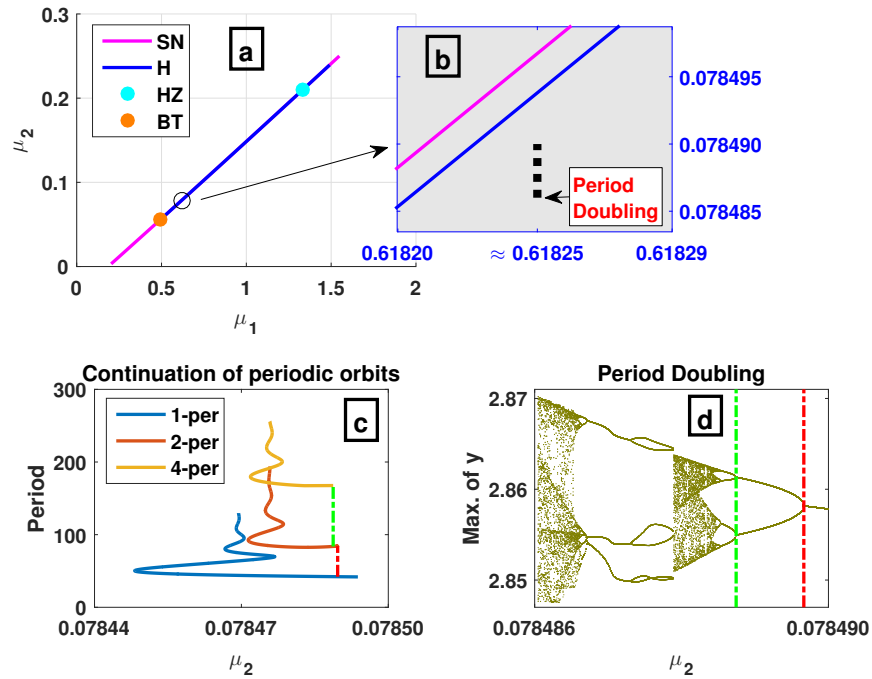 a
SN
H
HZ
BT
0.3
0.2
0.1
0
μ2
0
0.5
1
1.5
2
μ1
b
Period
Doubling
0.078495
0.078490
0.078485
0.61820
≈ 0.61825
0.61829
Continuation of periodic orbits
c
1-per
2-per
4-per
300
200
100
0
Period
0.07844
0.07847
0.07850
μ2
Period Doubling
d
2.87
2.86
2.85
Max. of y
0.078486
0.078490
μ2